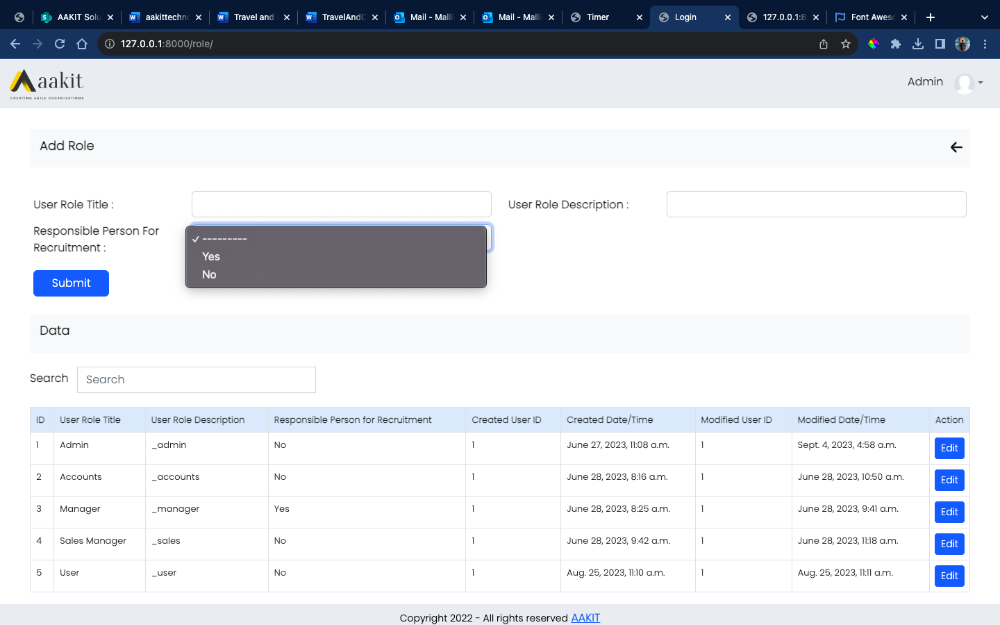 AAKIT Solu
aakittechno
Travel and
TravelAndC
Mail - Malli
Mail - Malli
Timer
Login
127.0.0.1:8
Font Aweso
127.0.0.1:8000/role/
aakit
CREATING AGILE ORGANIZATIONS
Admin
Add Role
User Role Title :
User Role Description :
Responsible Person For
Recruitment :
✓ ---------
Yes
No
Submit
Data
Search
Search
ID User Role Title User Role Description Responsible Person for Recruitment Created User ID Created Date/Time Modified User ID Modified Date/Time Action
1 Admin _admin No 1 June 27, 2023, 11:08 a.m. 1 Sept. 4, 2023, 4:58 a.m. Edit
2 Accounts _accounts No 1 June 28, 2023, 8:16 a.m. 1 June 28, 2023, 10:50 a.m. Edit
3 Manager _manager Yes 1 June 28, 2023, 8:25 a.m. 1 June 28, 2023, 9:41 a.m. Edit
4 Sales Manager _sales No 1 June 28, 2023, 9:42 a.m. 1 June 28, 2023, 11:18 a.m. Edit
5 User _user No 1 Aug. 25, 2023, 11:10 a.m. 1 Aug. 25, 2023, 11:11 a.m. Edit
Copyright 2022 - All rights reserved AAKIT